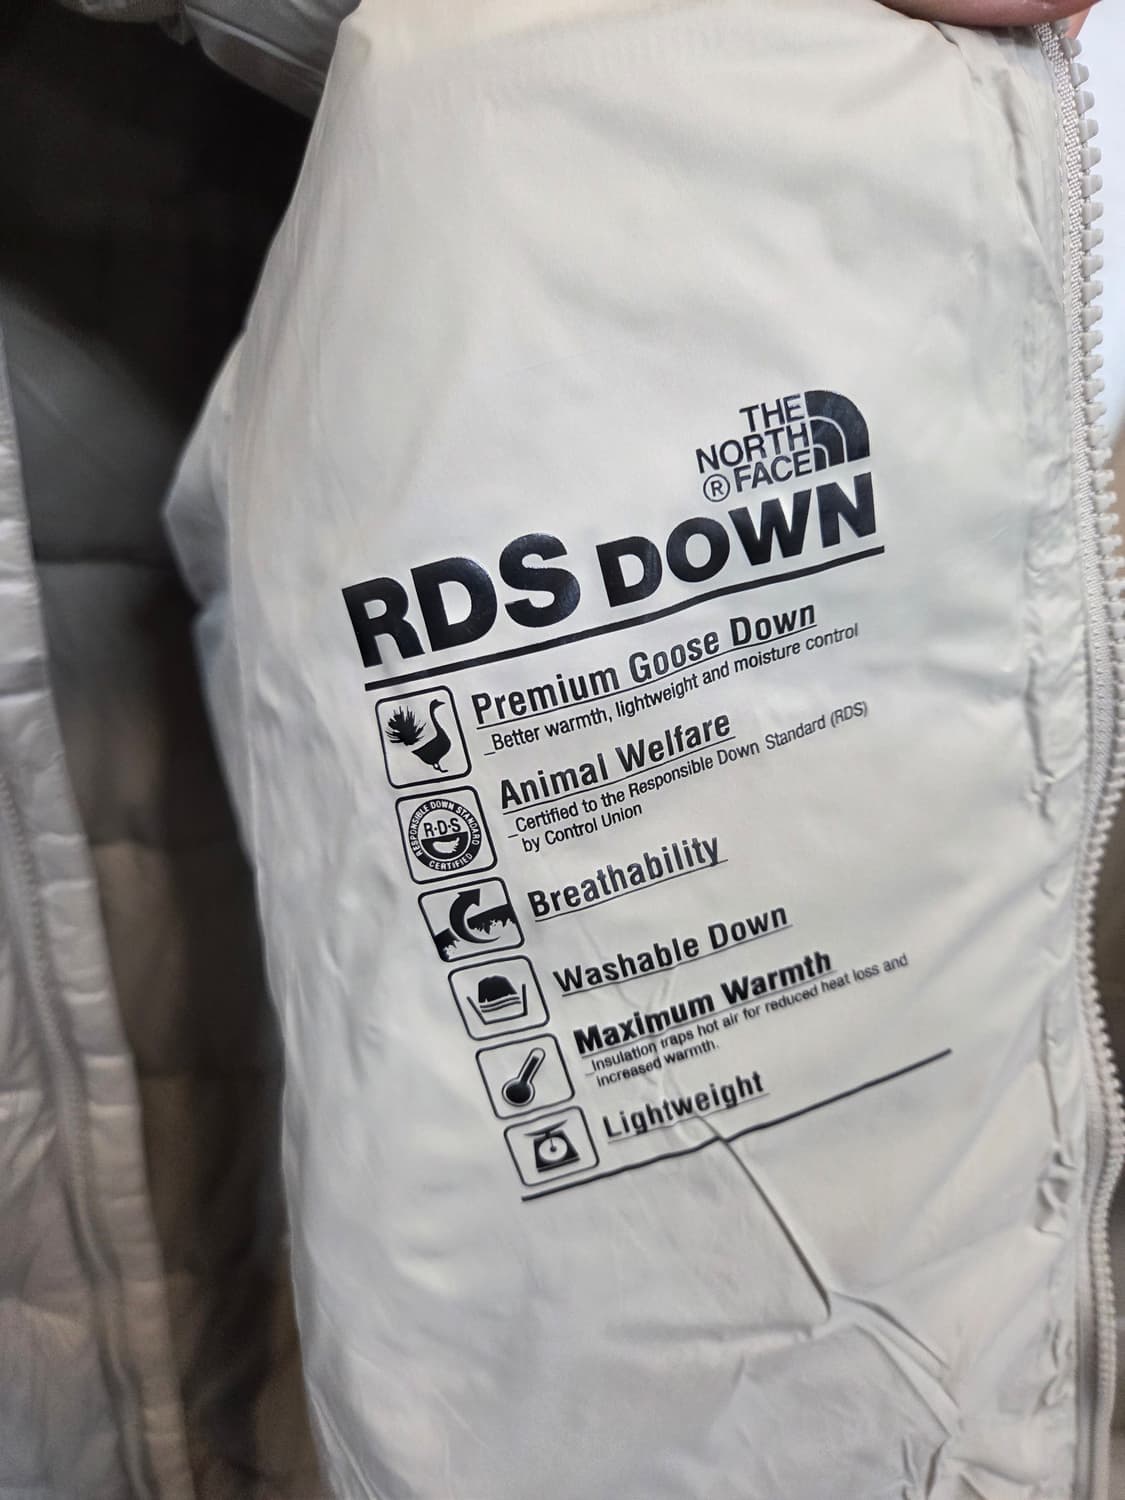 THE
NORTH
® FACE
RDS DOWN
Premium Goose Down
_Better warmth, lightweight and moisture control
Animal Welfare
_Certified to the Responsible Down Standard (RDS)
by Control Union
RESPONSIBLE DOWN STANDARD
R·D·S
CERTIFIED
Breathability
Washable Down
Maximum Warmth
_Insulation traps hot air for reduced heat loss and
increased warmth.
Lightweight